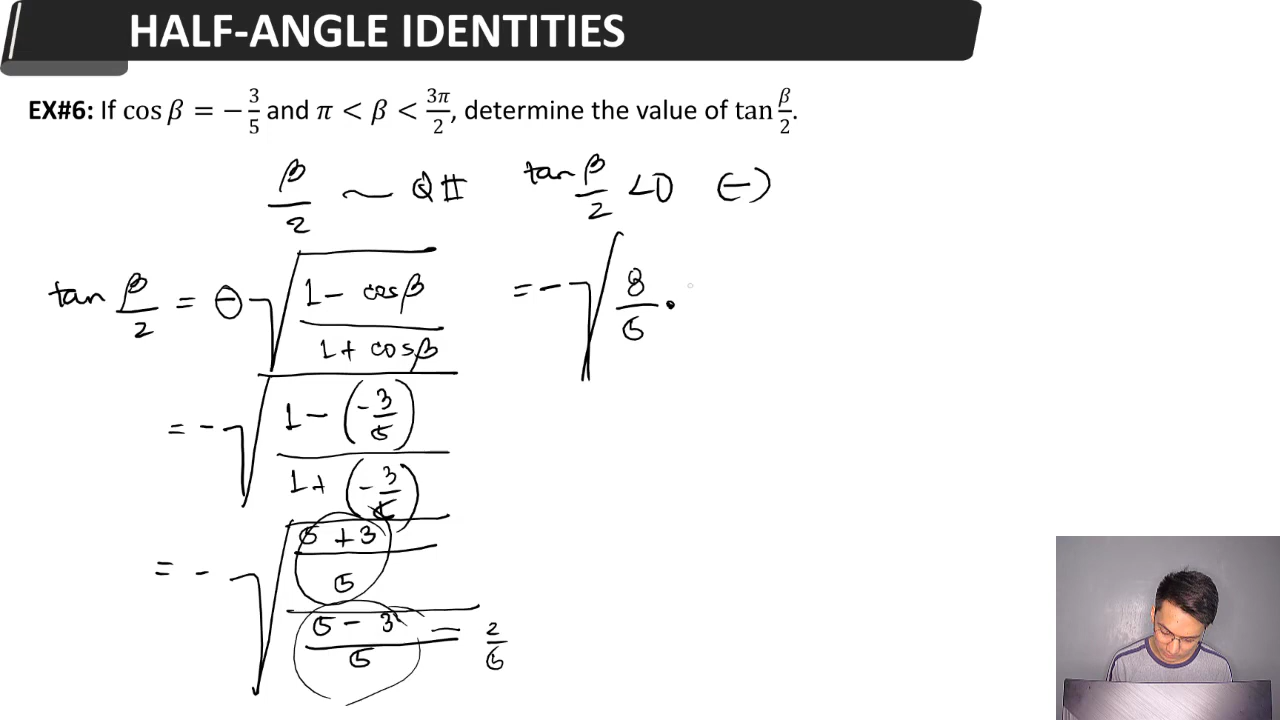 HALF-ANGLE IDENTITIES
EX#6: If cos β = −3/5 and π < β < 3π/2, determine the value of tan β/2.
β/2 ~ QII tan β/2 < 0 (−)
tan β/2 = ⊖√((1 − cosβ)/(1 + cosβ)) = −√(8/5 ·
= −√((1 − (−3/5))/(1 + (−3/5)))
= −√(((5 + 3)/5)/((5 − 3)/5)) = 2/5